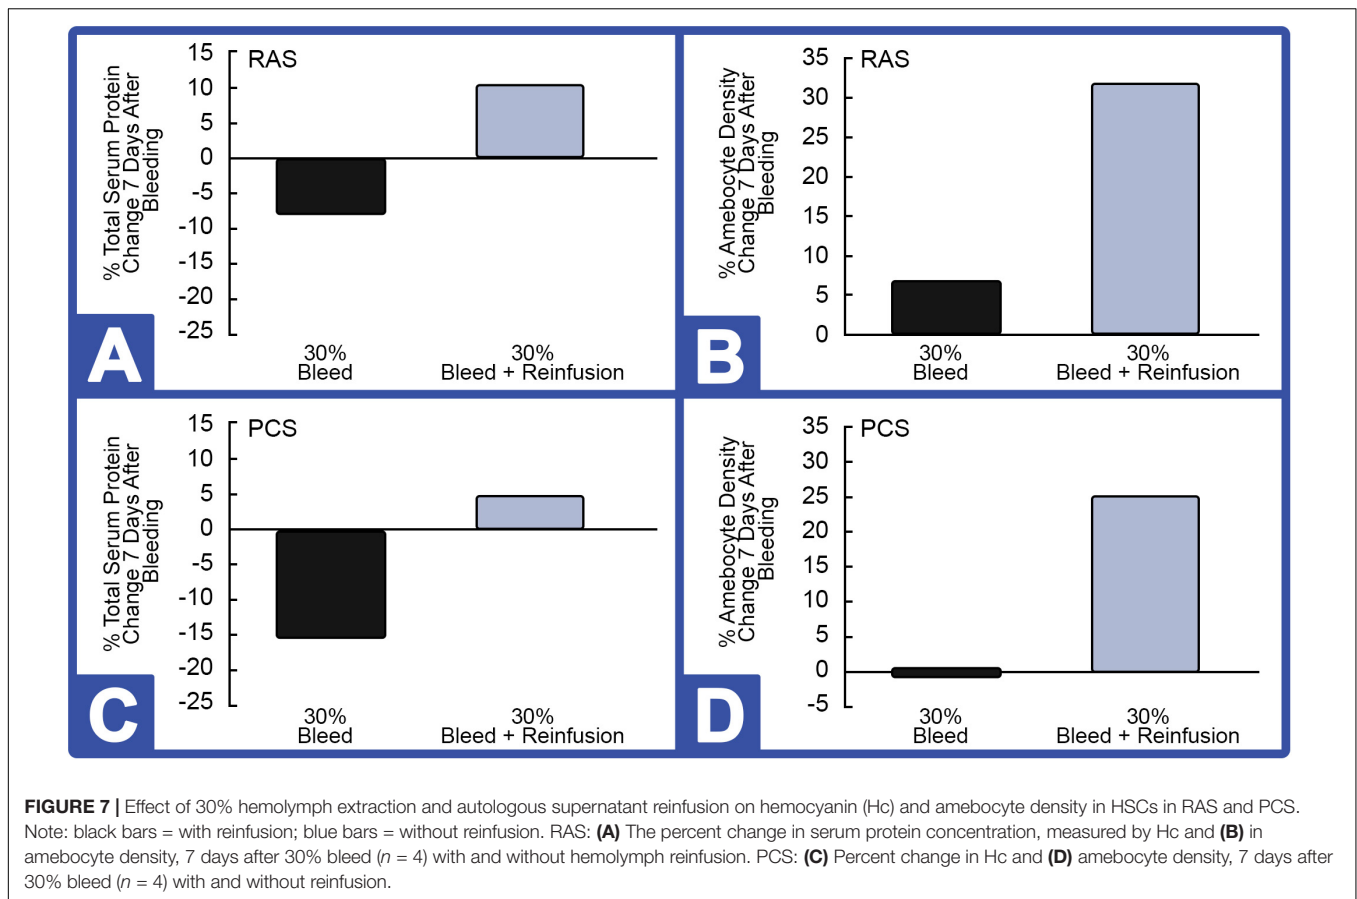 RAS
% Total Serum Protein
Change 7 Days After
Bleeding
15
10
5
0
-5
-10
-15
-20
-25
30%
Bleed
30%
Bleed + Reinfusion
A
RAS
% Amebocyte Density
Change 7 Days After
Bleeding
35
30
25
20
15
10
5
0
30%
Bleed
30%
Bleed + Reinfusion
B
PCS
% Total Serum Protein
Change 7 Days After
Bleeding
15
10
5
0
-5
-10
-15
-20
-25
30%
Bleed
30%
Bleed + Reinfusion
C
PCS
% Amebocyte Density
Change 7 Days After
Bleeding
35
30
25
20
15
10
5
0
-5
30%
Bleed
30%
Bleed + Reinfusion
D
FIGURE 7 | Effect of 30% hemolymph extraction and autologous supernatant reinfusion on hemocyanin (Hc) and amebocyte density in HSCs in RAS and PCS.
Note: black bars = with reinfusion; blue bars = without reinfusion. RAS: (A) The percent change in serum protein concentration, measured by Hc and (B) in
amebocyte density, 7 days after 30% bleed (n = 4) with and without hemolymph reinfusion. PCS: (C) Percent change in Hc and (D) amebocyte density, 7 days after
30% bleed (n = 4) with and without reinfusion.